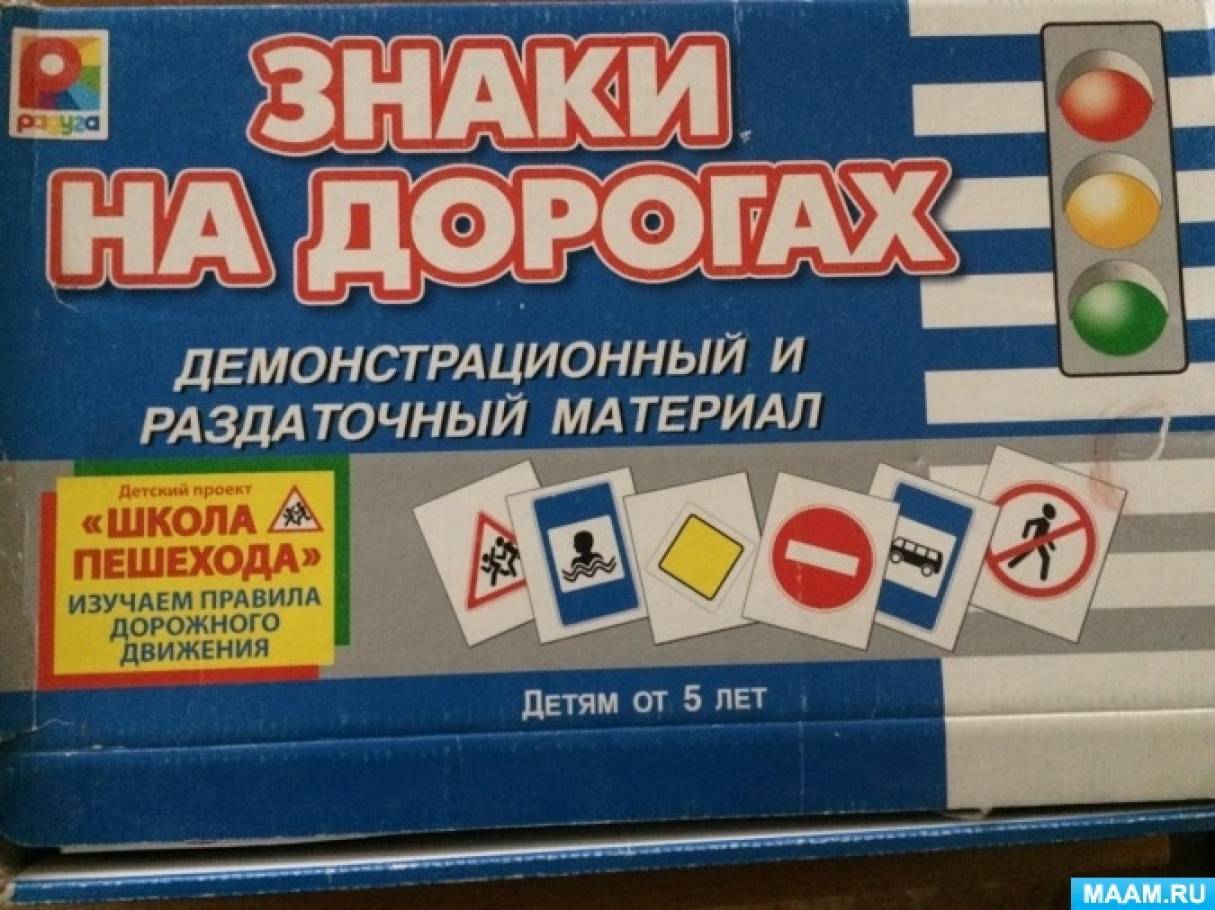 радуга
ЗНАКИ
НА ДОРОГАХ
ДЕМОНСТРАЦИОННЫЙ И
РАЗДАТОЧНЫЙ МАТЕРИАЛ
Детский проект
«ШКОЛА
ПЕШЕХОДА»
ИЗУЧАЕМ ПРАВИЛА
ДОРОЖНОГО
ДВИЖЕНИЯ
ДЕТЯМ ОТ 5 ЛЕТ
MAAM.RU